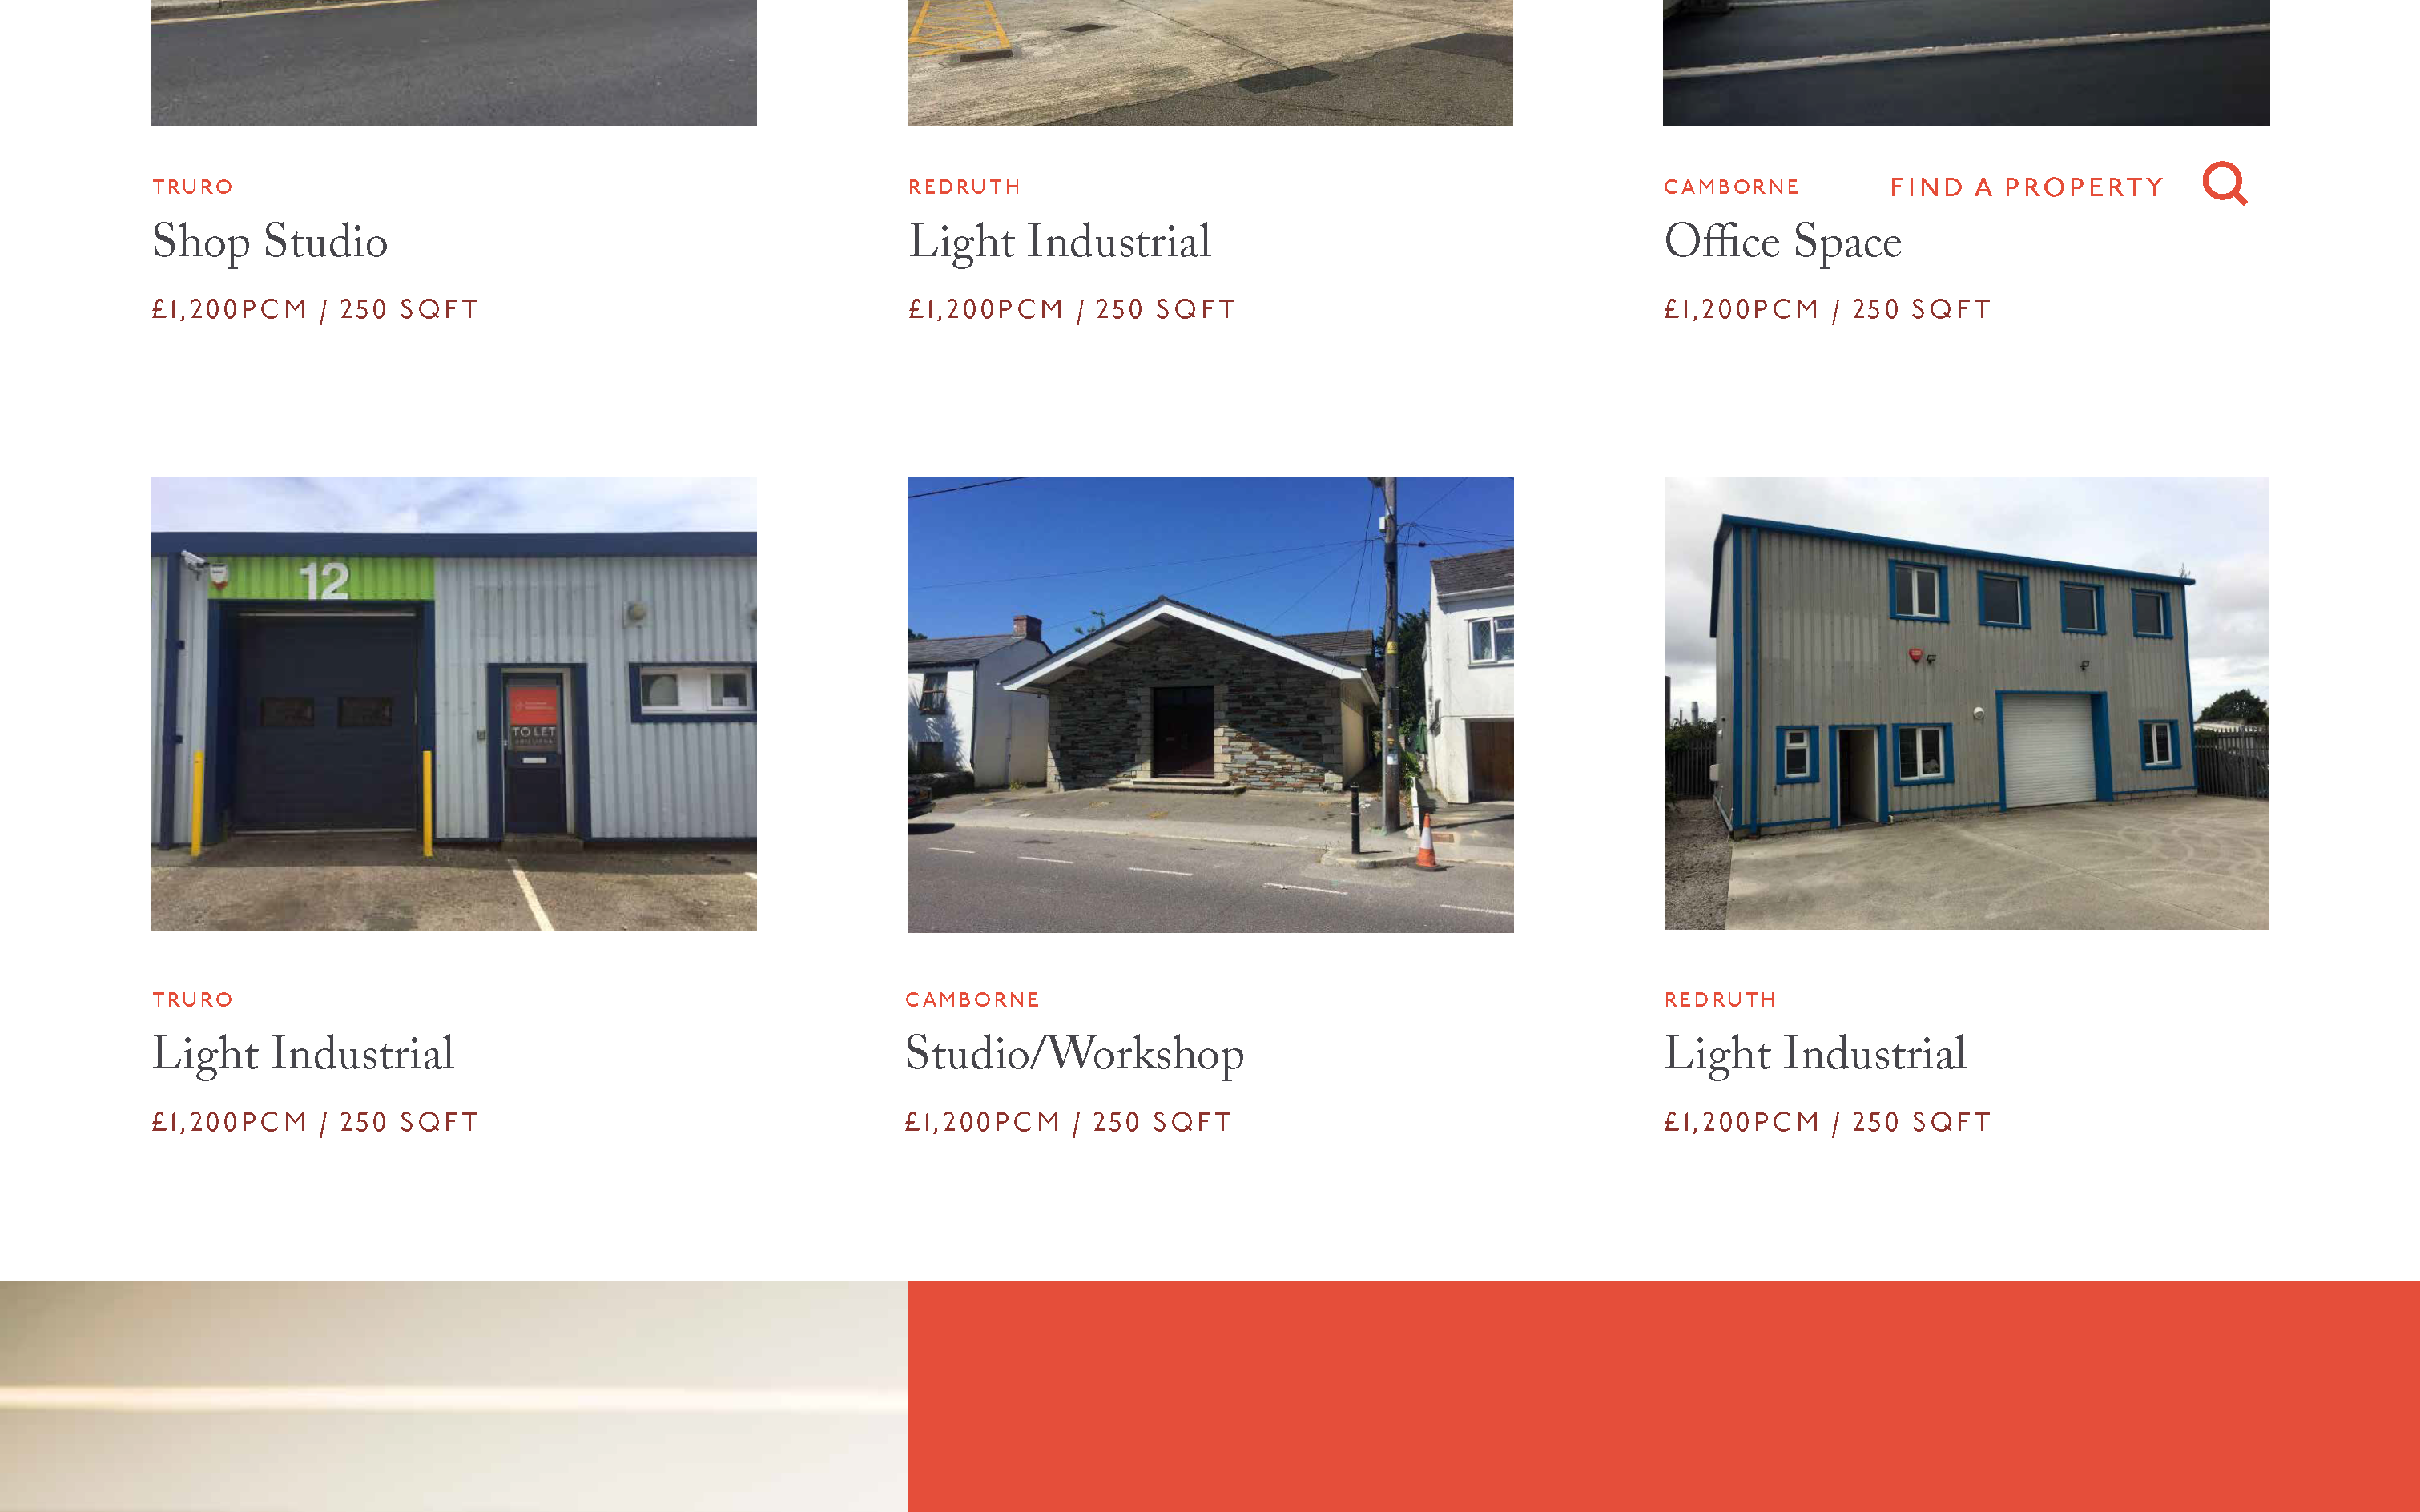 TRURO
Shop Studio
£1,200PCM / 250 SQFT
REDRUTH
Light Industrial
£1,200PCM / 250 SQFT
CAMBORNE
Office Space
£1,200PCM / 250 SQFT
FIND A PROPERTY
12
TO LET
TRURO
Light Industrial
£1,200PCM / 250 SQFT
CAMBORNE
Studio/Workshop
£1,200PCM / 250 SQFT
REDRUTH
Light Industrial
£1,200PCM / 250 SQFT